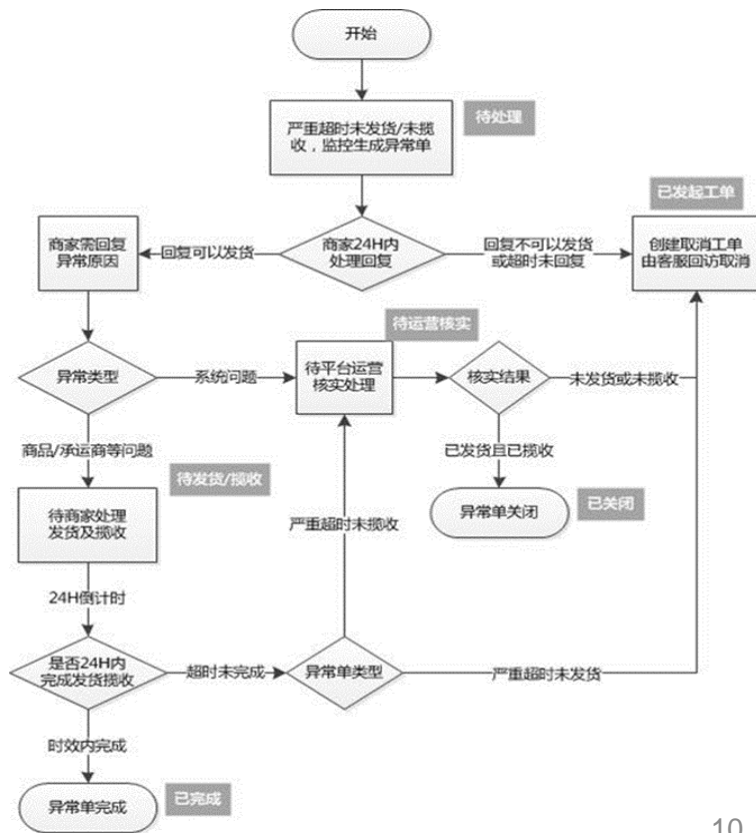 开始
严重超时未发货/未揽
收，监控生成异常单
待处理
已发起工单
商家需回复
异常原因
回复可以发货
商家24H内
处理回复
回复不可以发货
或超时未回复
创建取消工单
由客服回访取消
待运营核实
异常类型
系统问题
待平台运营
核实处理
核实结果
未发货或未揽收
商品/承运商等问题
待发货/揽收
已发货且已揽收
待商家处理
发货及揽收
严重超时未揽收
异常单关闭
已关闭
24H倒计时
是否24H内
完成发货揽收
超时未完成
异常单类型
严重超时未发货
时效内完成
异常单完成
已完成
10